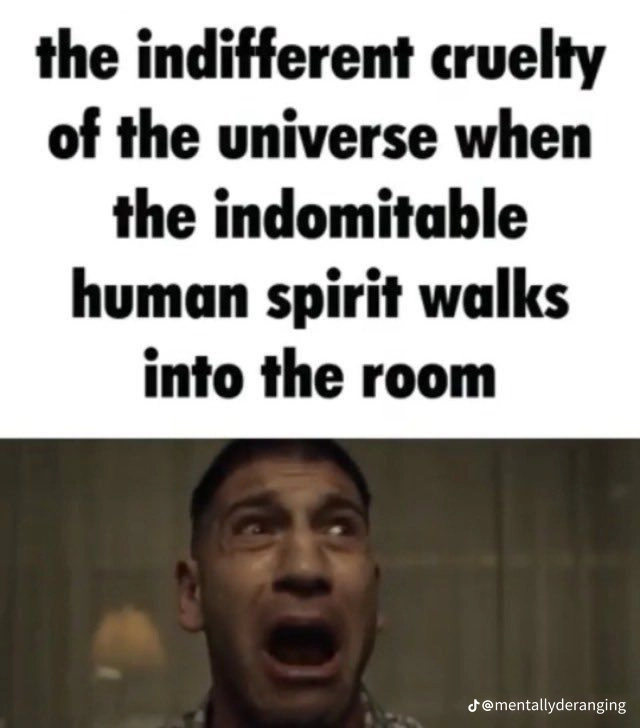 the indifferent cruelty
of the universe when
the indomitable
human spirit walks
into the room
@mentallyderanging